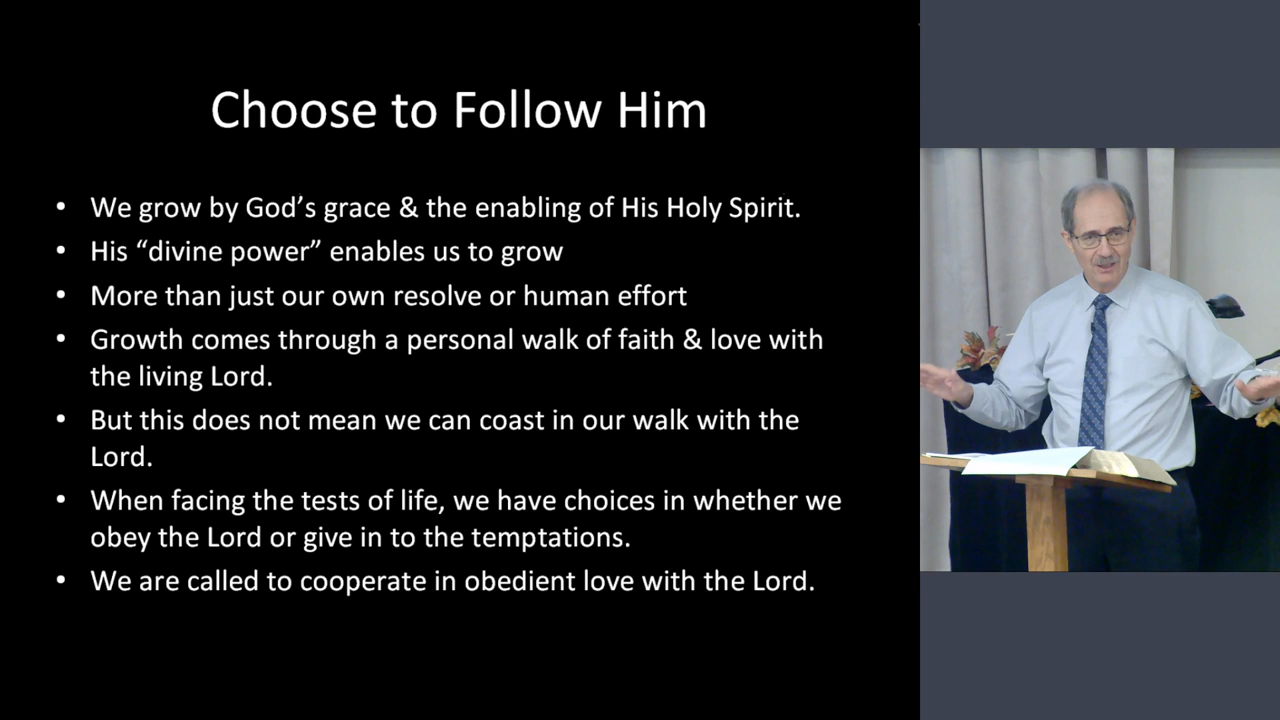 Choose to Follow Him
• We grow by God’s grace & the enabling of His Holy Spirit.
• His “divine power” enables us to grow
• More than just our own resolve or human effort
• Growth comes through a personal walk of faith & love with
the living Lord.
• But this does not mean we can coast in our walk with the
Lord.
• When facing the tests of life, we have choices in whether we
obey the Lord or give in to the temptations.
• We are called to cooperate in obedient love with the Lord.